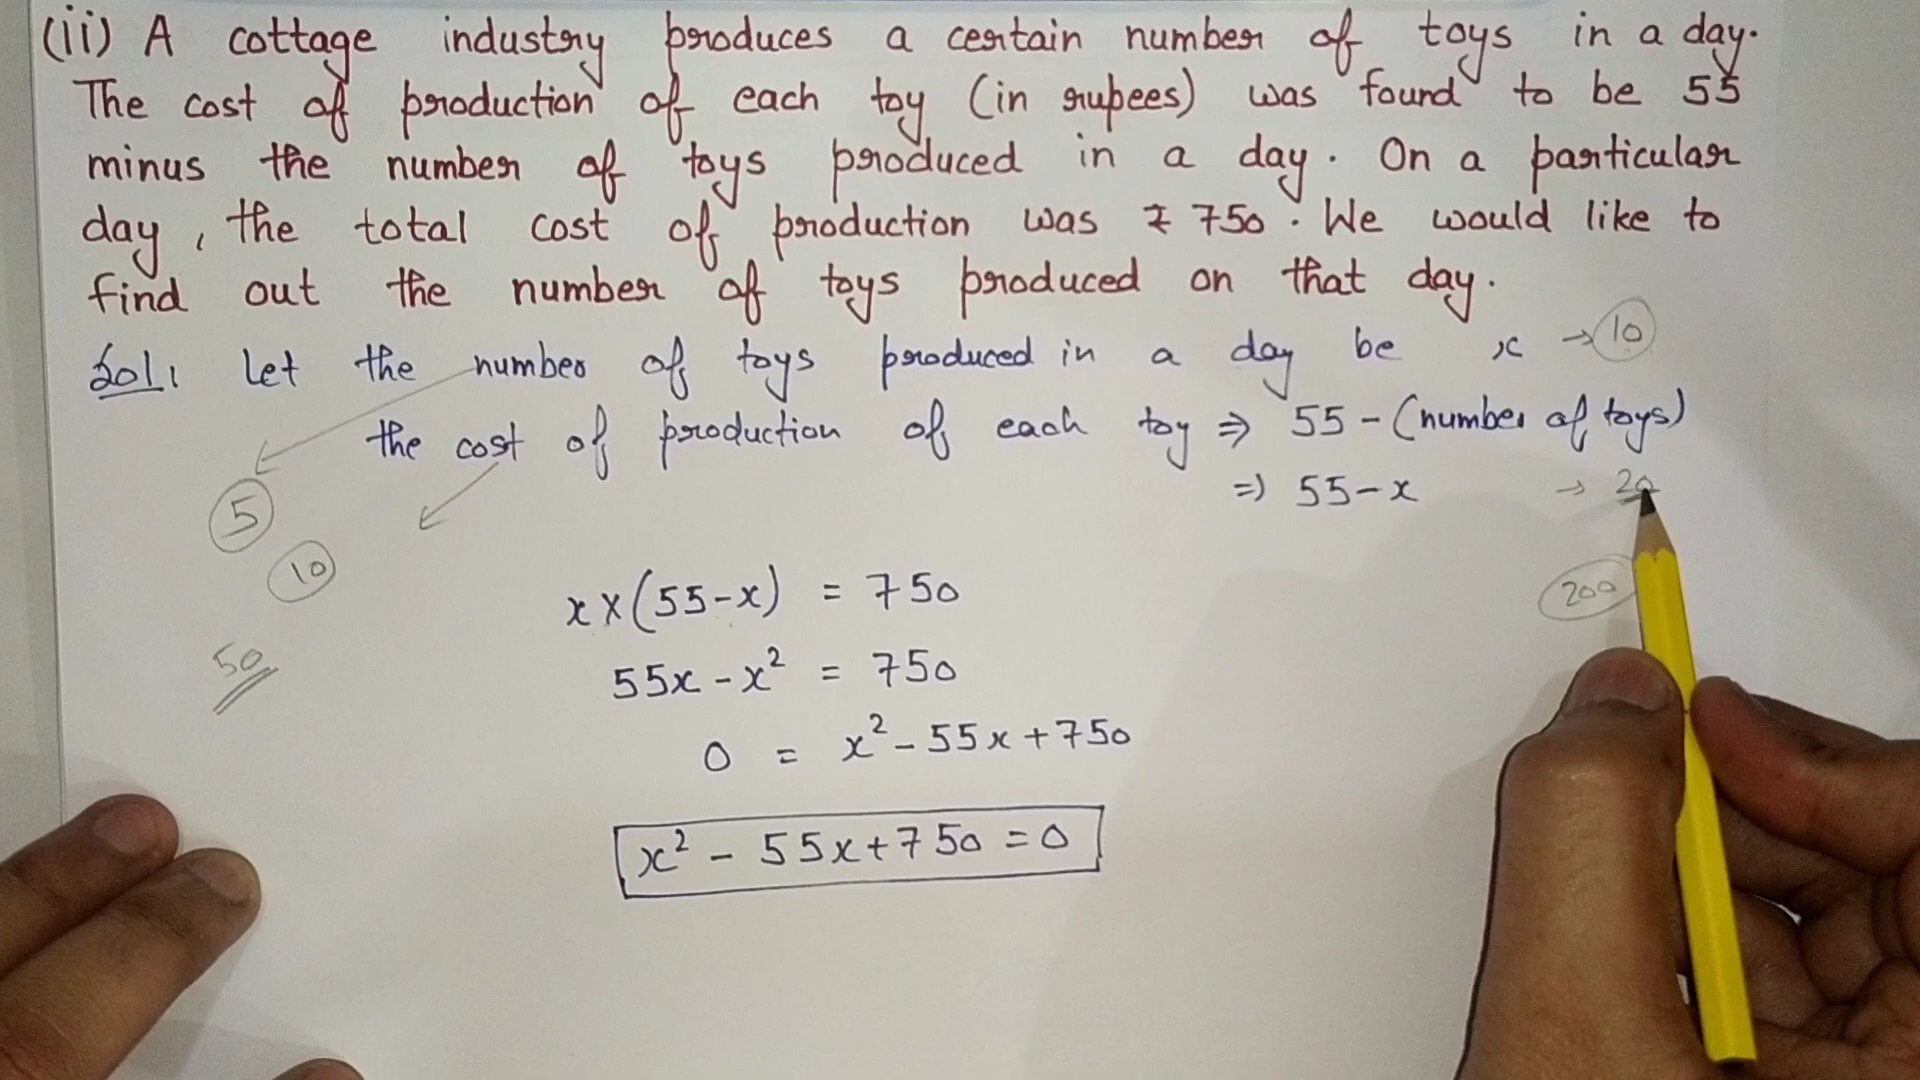 (ii) A cottage industry produces a certain number of toys in a day.
The cost of production of each toy (in rupees) was found to be 55
minus the number of toys produced in a day. On a particular
day, the total cost of production was ₹ 750. We would like to
find out the number of toys produced on that day.
Sol: Let the number of toys produced in a day be x → 10
the cost of production of each toy ⇒ 55 - (number of toys)
⇒ 55-x → 20
5
10
200
50
x×(55-x) = 750
55x - x² = 750
0 = x² - 55x + 750
x² - 55x + 750 = 0